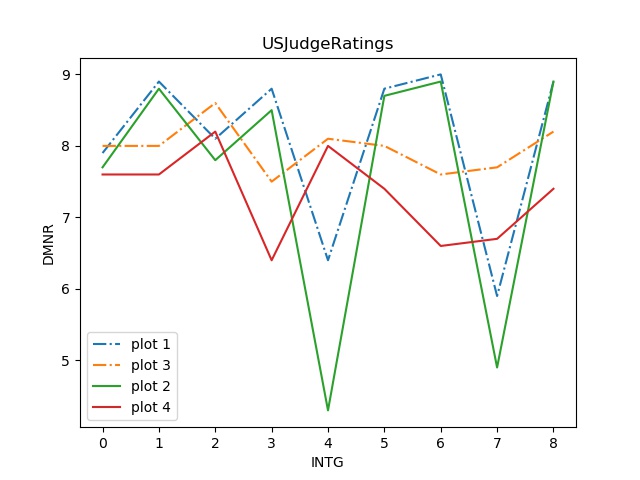 USJudgeRatings
DMNR
9
8
7
6
5
plot 1
plot 3
plot 2
plot 4
0 1 2 3 4 5 6 7 8
INTG